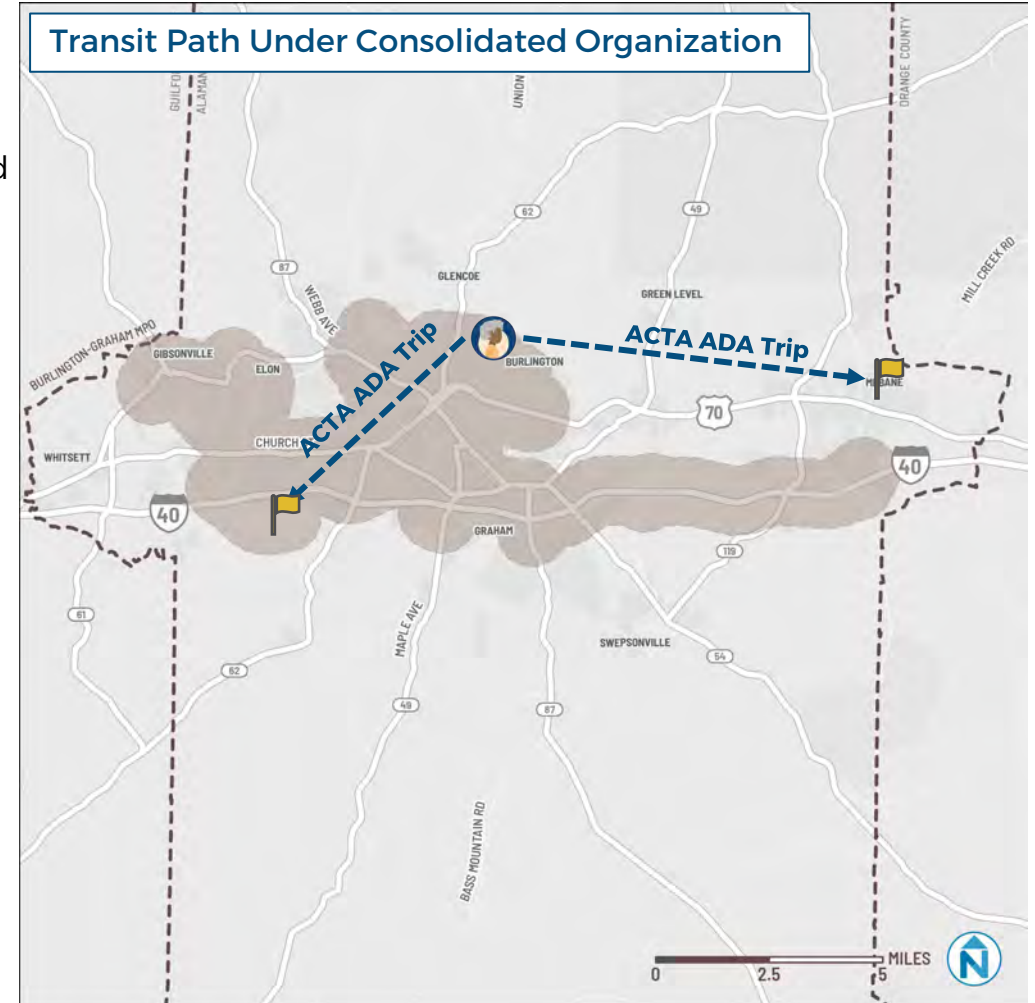 Transit Path Under Consolidated Organization
d
GUILFO
ALAMAN
UNION
ORANGE COUNTY
62
49
MILL CREEK RD
GLENCOE
87
GREEN LEVEL
WEBB AVE
BURLINGTON-GRAHAM MPO
GIBSONVILLE
ELON
BURLINGTON
ACTA ADA Trip
ACTA ADA Trip
70
CHURCH
WHITSETT
40
40
GRAHAM
119
61
MAPLE AVE
SWEPSONVILLE
54
62
49
87
BASS MOUNTAIN RD
MILES
0
2.5
5
N